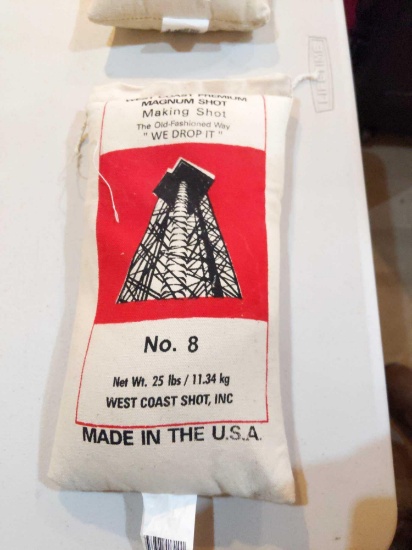 WEST COAST PREMIUM
MAGNUM SHOT
Making Shot
The Old-Fashioned Way
" WE DROP IT "
No. 8
Net Wt. 25 lbs / 11.34 kg
WEST COAST SHOT, INC
MADE IN THE U.S.A.
LIFETIME